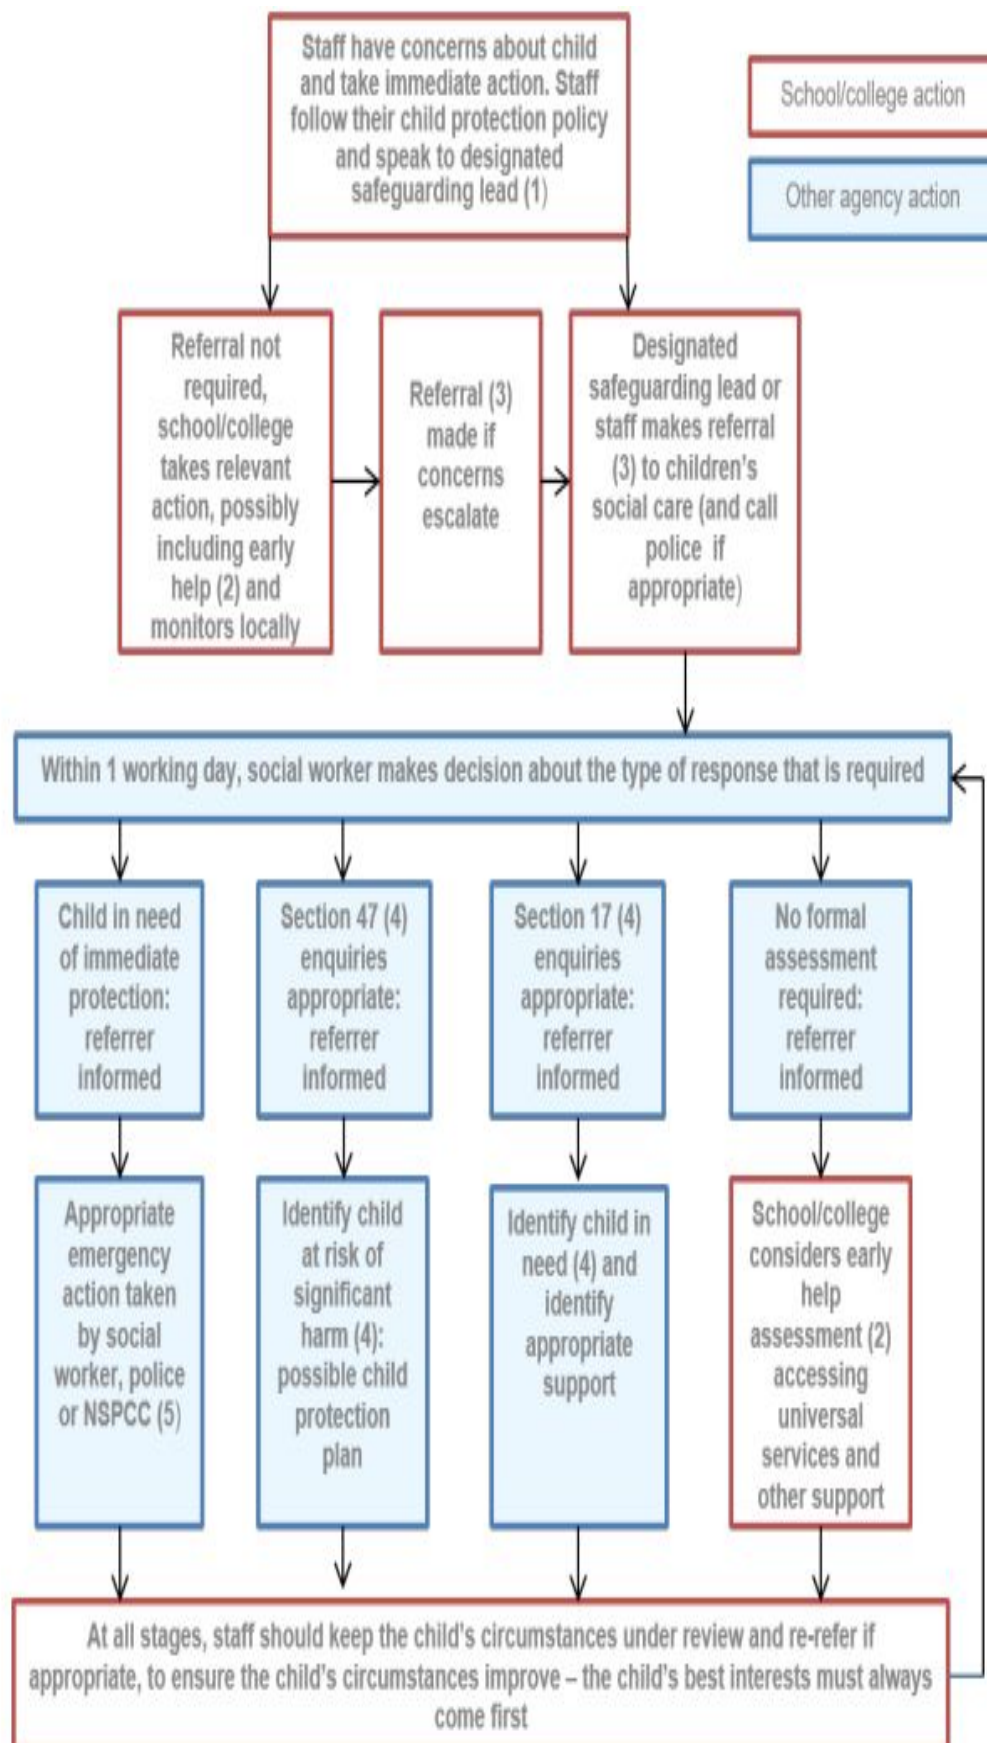 Staff have concerns about child
and take immediate action. Staff
follow their child protection policy
and speak to designated
safeguarding lead (1)
School/college action
Other agency action
Referral not
required,
school/college
takes relevant
action, possibly
including early
help (2) and
monitors locally
Referral (3)
made if
concerns
escalate
Designated
safeguarding lead or
staff makes referral
(3) to children's
social care (and call
police if
appropriate)
Within 1 working day, social worker makes decision about the type of response that is required
Child in need
of immediate
protection:
referrer
informed
Section 47 (4)
enquiries
appropriate:
referrer
informed
Section 17 (4)
enquiries
appropriate:
referrer
informed
No formal
assessment
required:
referrer
informed
Appropriate
emergency
action taken
by social
worker, police
or NSPCC (5)
Identify child
at risk of
significant
harm (4):
possible child
protection
plan
Identify child in
need (4) and
identify
appropriate
support
School/college
considers early
help
assessment (2)
accessing
universal
services and
other support
At all stages, staff should keep the child's circumstances under review and re-refer if
appropriate, to ensure the child's circumstances improve – the child's best interests must always
come first